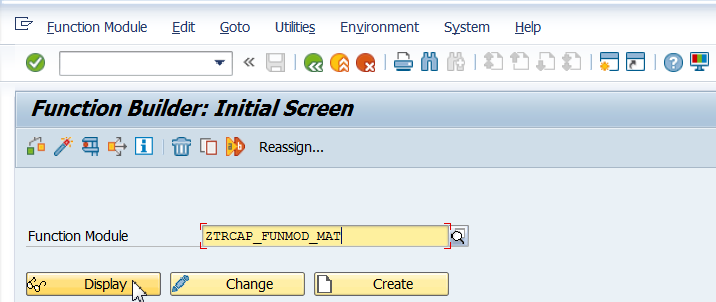 Function Module Edit Goto Utilities Environment System Help
Function Builder: Initial Screen
Reassign...
Function Module ZTRCAP_FUNMOD_MAT
Display Change Create